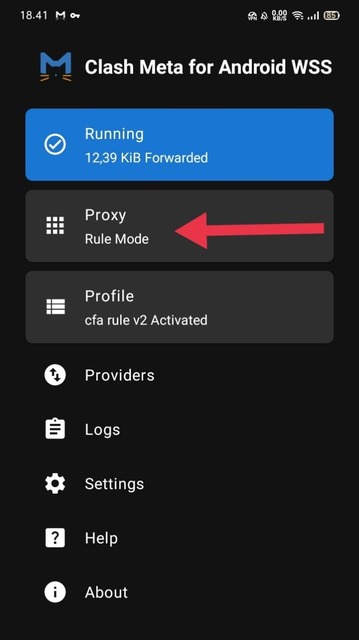 18.41
0.00
KB/S
85
Clash Meta for Android WSS
Running
12,39 KiB Forwarded
Proxy
Rule Mode
Profile
cfa rule v2 Activated
Providers
Logs
Settings
Help
About